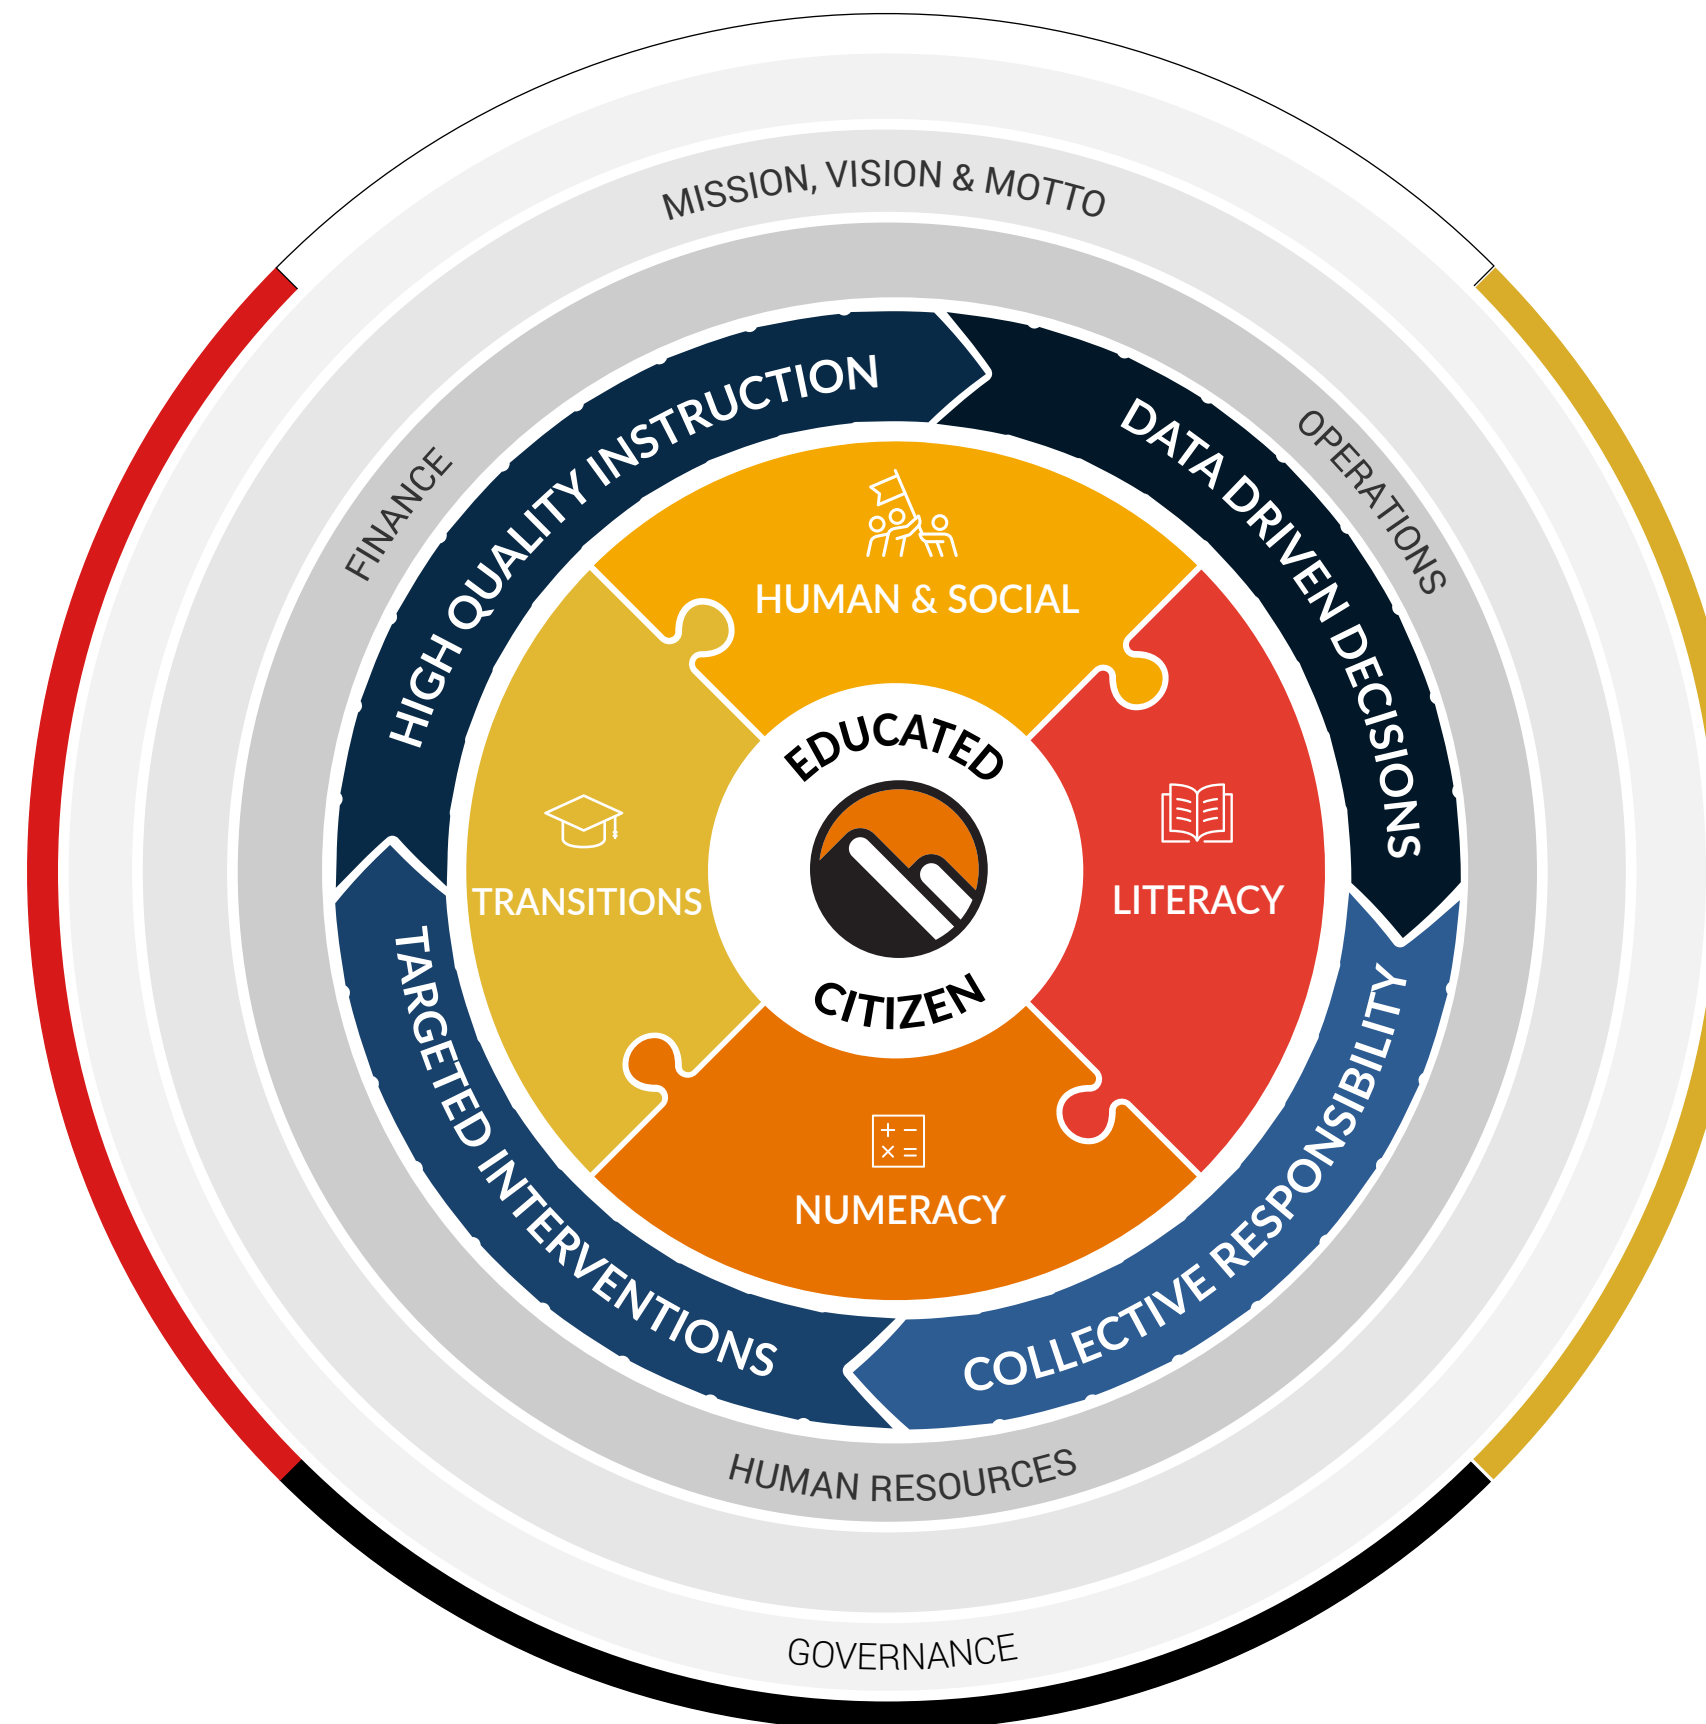 MISSION, VISION & MOTTO
FINANCE
OPERATIONS
HIGH QUALITY INSTRUCTION
DATA DRIVEN DECISIONS
HUMAN & SOCIAL
EDUCATED
CITIZEN
TRANSITIONS
LITERACY
NUMERACY
TARGETED INTERVENTIONS
COLLECTIVE RESPONSIBILITY
HUMAN RESOURCES
GOVERNANCE